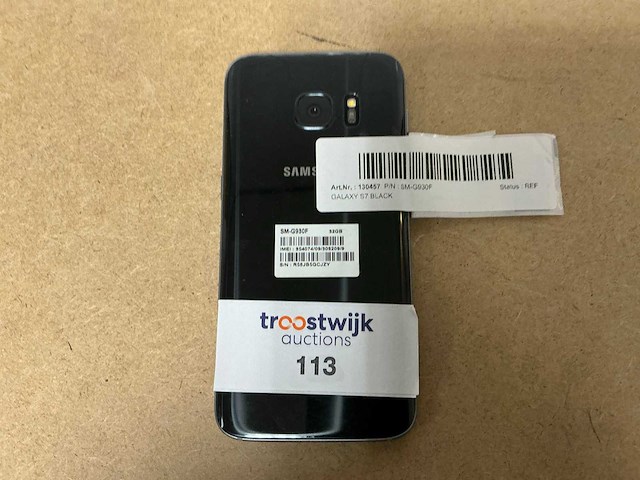 SAMS
Art.Nr. : 130457 P/N : SM-G930F Status : REF
GALAXY S7 BLACK
SM-G930F 32GB
troostwijk
auctions
113